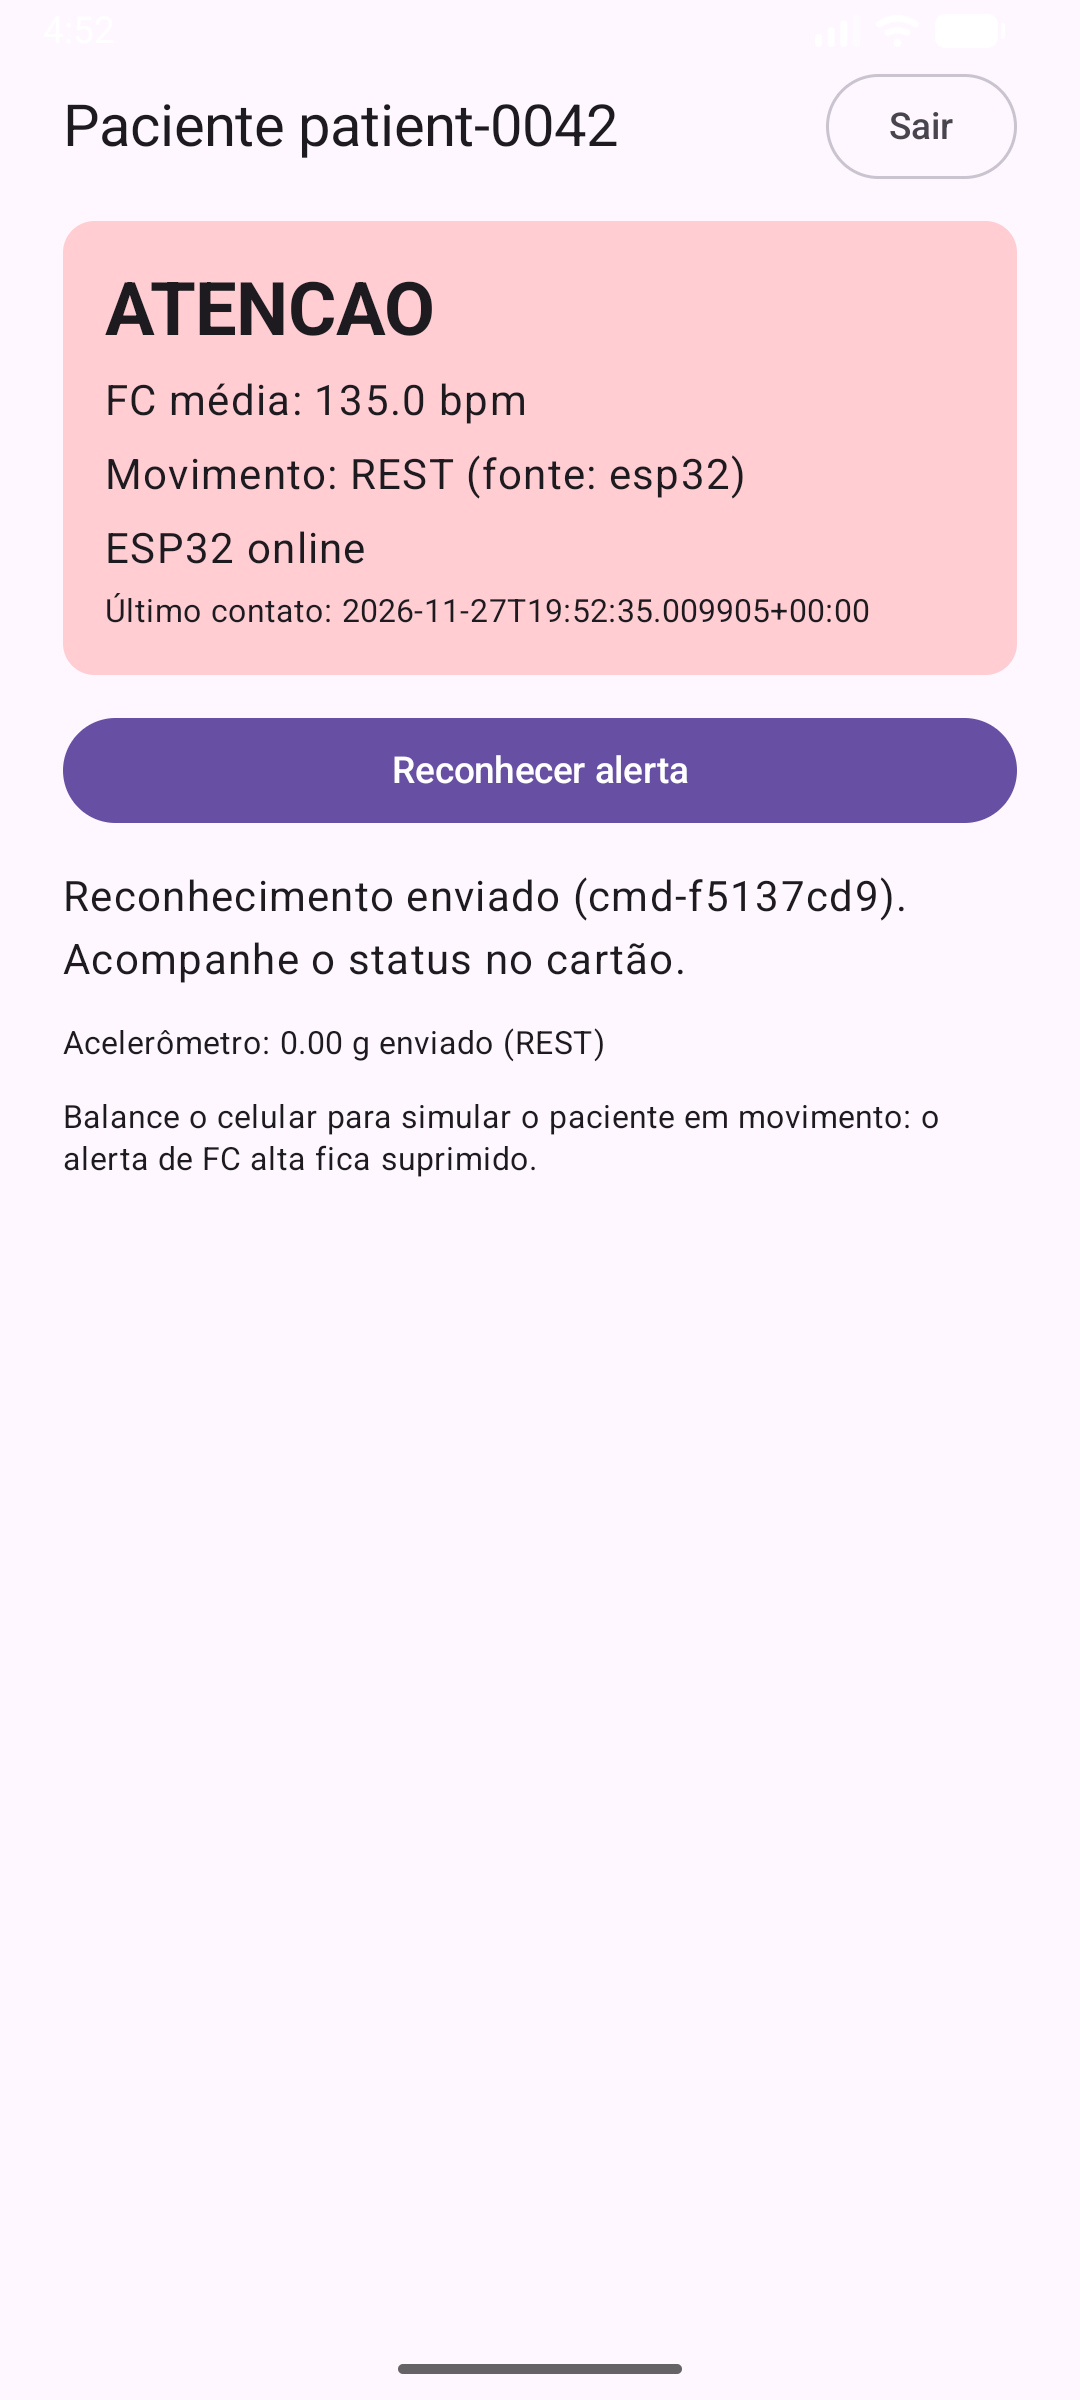 4:52
Paciente patient-0042
Sair
ATENCAO
FC média: 135.0 bpm
Movimento: REST (fonte: esp32)
ESP32 online
Último contato: 2026-11-27T19:52:35.009905+00:00
Reconhecer alerta
Reconhecimento enviado (cmd-f5137cd9).
Acompanhe o status no cartão.
Acelerômetro: 0.00 g enviado (REST)
Balance o celular para simular o paciente em movimento: o
alerta de FC alta fica suprimido.